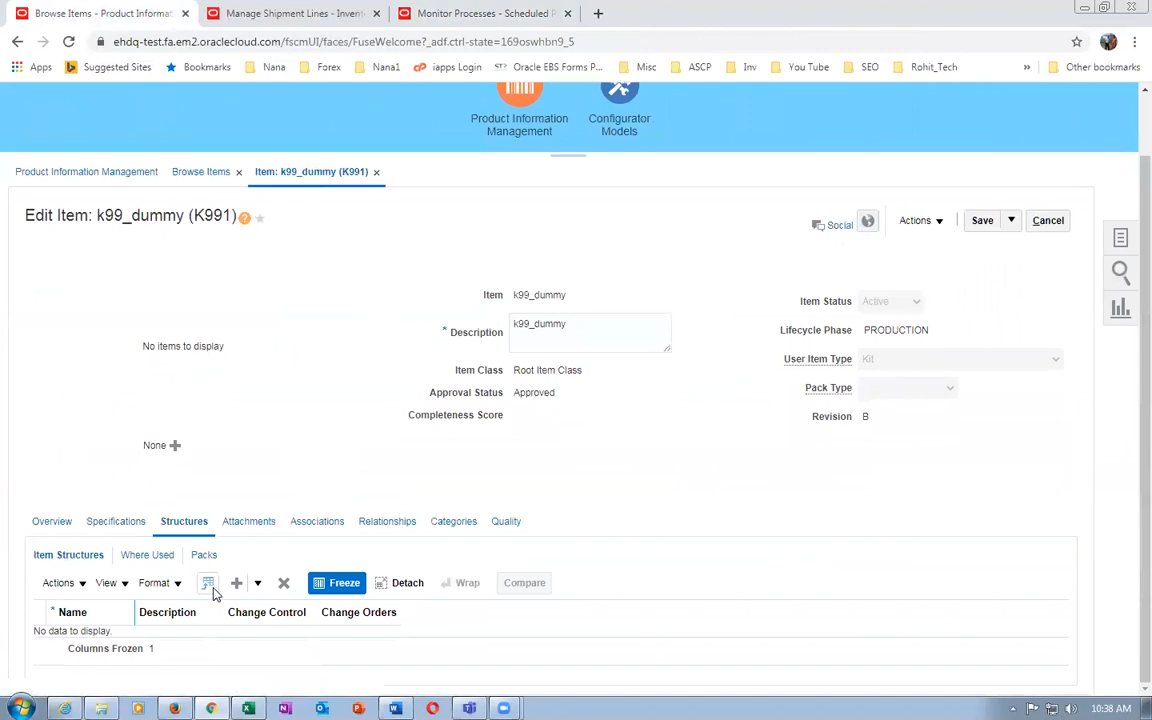 Browse Items - Product Informat
Manage Shipment Lines - Invent
Monitor Processes - Scheduled P
ehdq-test.fa.em2.oraclecloud.com/fscmUI/faces/FuseWelcome?_adf.ctrl-state=169oswhbn9_5
Apps
Suggested Sites
Bookmarks
Nana
Forex
Nana1
iapps Login
Oracle EBS Forms P...
Misc
ASCP
Inv
You Tube
SEO
Rohit_Tech
»
Other bookmarks
Product Information Management
Configurator Models
Product Information Management
Browse Items
Item: k99_dummy (K991)
Edit Item: k99_dummy (K991)
Social
Actions
Save
Cancel
Item k99_dummy
* Description k99_dummy
Item Class Root Item Class
Approval Status Approved
Completeness Score
No items to display
None
Item Status Active
Lifecycle Phase PRODUCTION
User Item Type Kit
Pack Type
Revision B
Overview Specifications Structures Attachments Associations Relationships Categories Quality
Item Structures Where Used Packs
Actions View Format Freeze Detach Wrap Compare
* Name Description Change Control Change Orders
No data to display.
Columns Frozen 1
10:38 AM